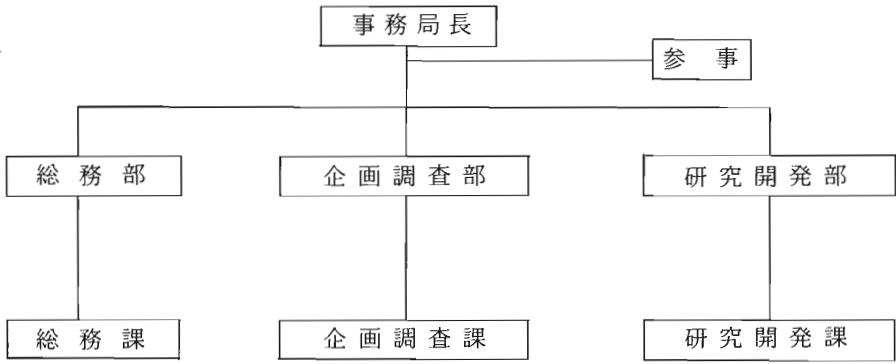 事務局長
参事
総務部
企画調査部
研究開発部
総務課
企画調査課
研究開発課